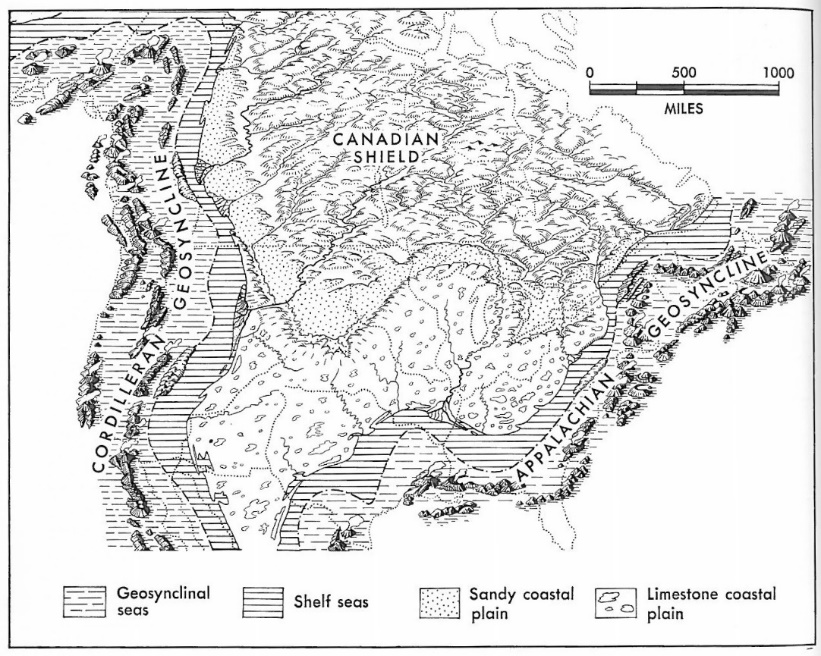 0 500 1000
MILES
CANADIAN
SHIELD
CORDILLERAN GEOSYNCLINE
APPALACHIAN GEOSYNCLINE
Geosynclinal
seas
Shelf seas
Sandy coastal
plain
Limestone coastal
plain